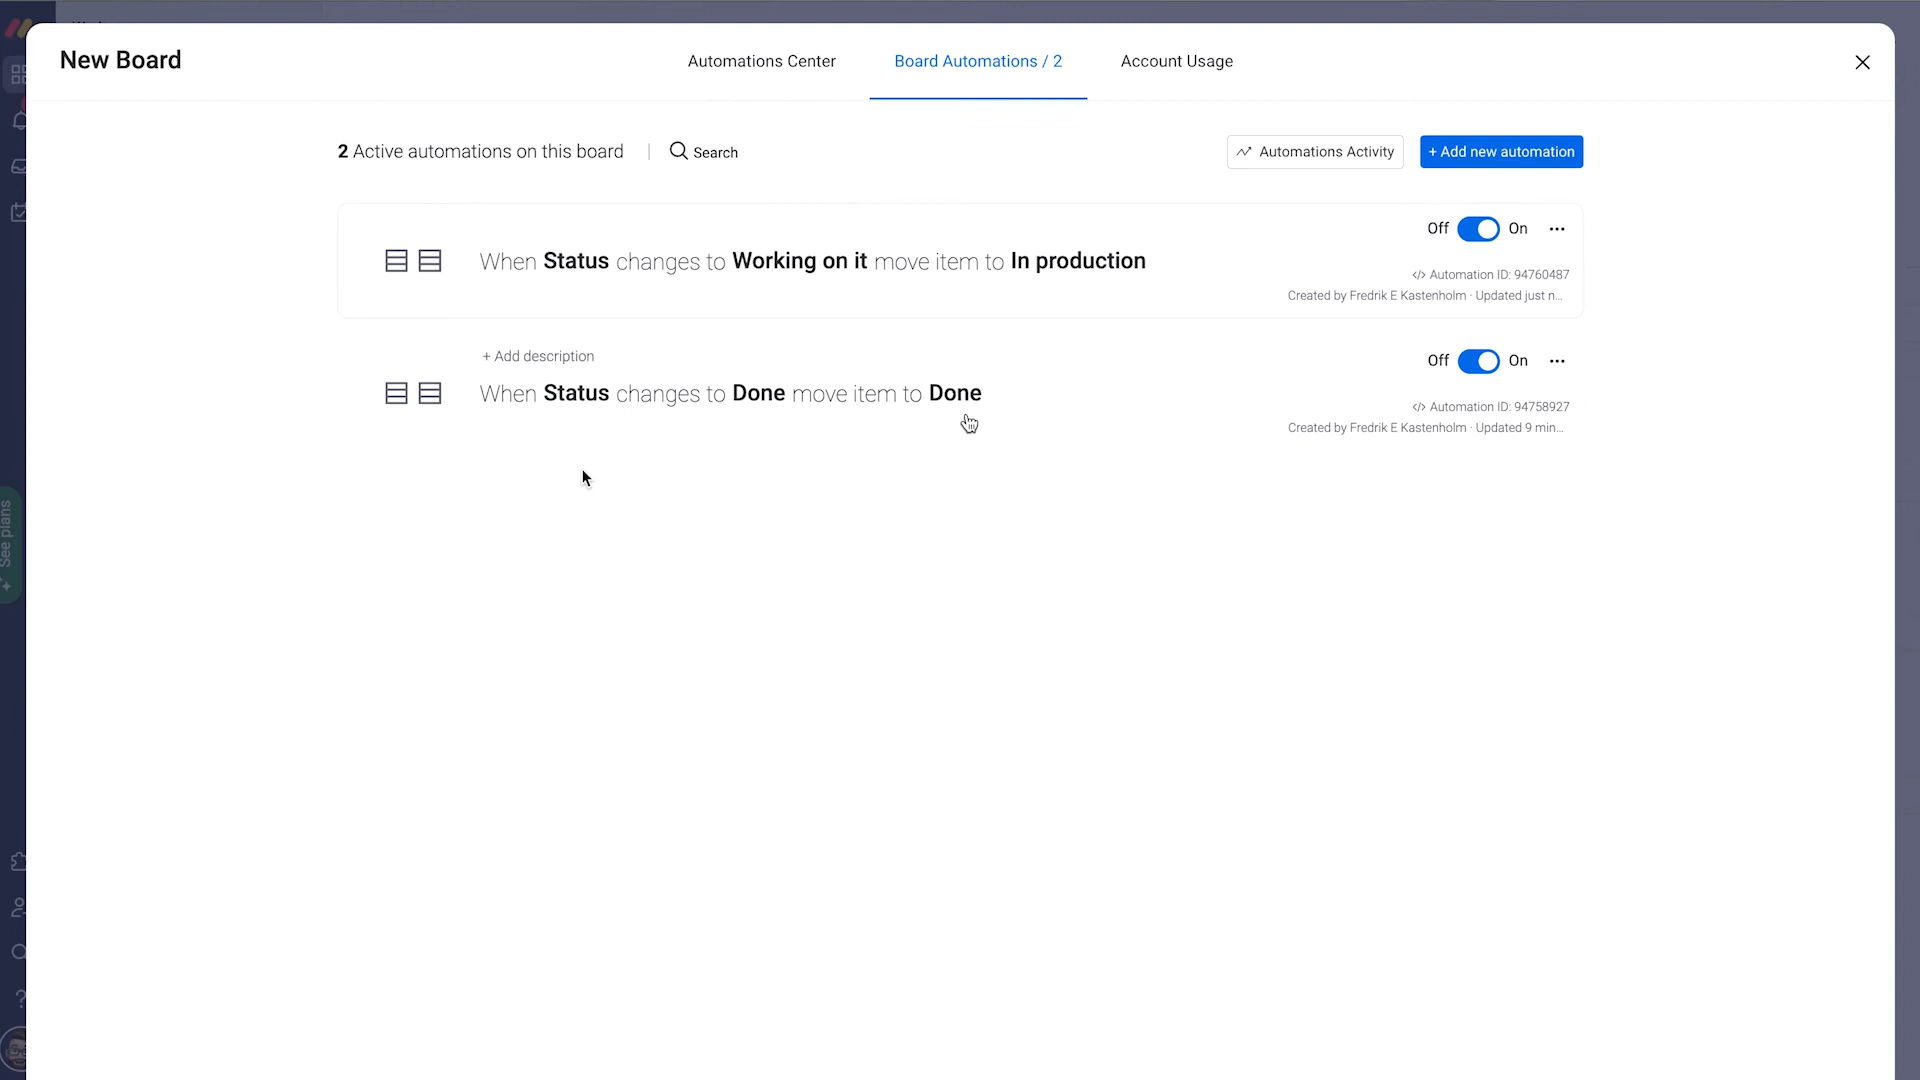 New Board
Automations Center
Board Automations / 2
Account Usage
2 Active automations on this board
Search
Automations Activity
+ Add new automation
Off On
When Status changes to Working on it move item to In production
</> Automation ID: 94760487
Created by Fredrik E Kastenholm · Updated just n...
+ Add description
Off On
When Status changes to Done move item to Done
</> Automation ID: 94758927
Created by Fredrik E Kastenholm · Updated 9 min...
See plans